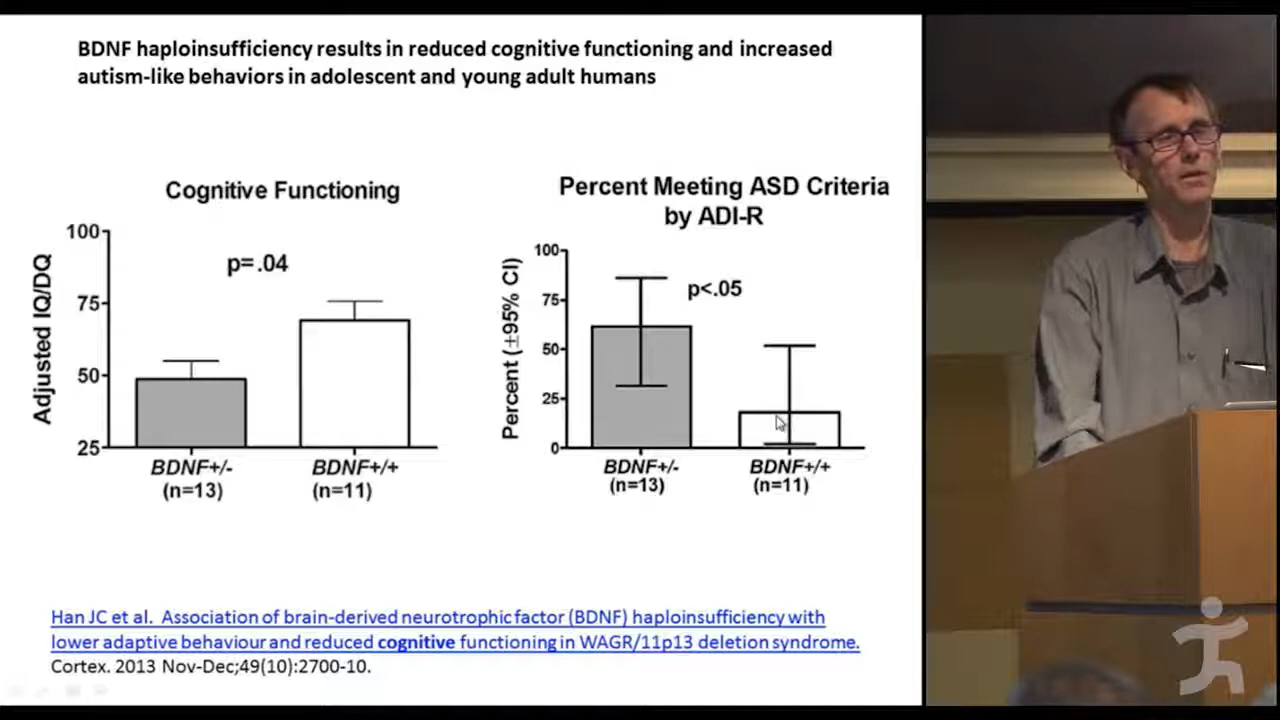 BDNF haploinsufficiency results in reduced cognitive functioning and increased
autism-like behaviors in adolescent and young adult humans
Cognitive Functioning
Adjusted IQ/DQ
100
75
50
25
p=.04
BDNF+/-
(n=13)
BDNF+/+
(n=11)
Percent Meeting ASD Criteria
by ADI-R
Percent (±95% CI)
100
75
50
25
0
p<.05
BDNF+/-
(n=13)
BDNF+/+
(n=11)
Han JC et al. Association of brain-derived neurotrophic factor (BDNF) haploinsufficiency with
lower adaptive behaviour and reduced cognitive functioning in WAGR/11p13 deletion syndrome.
Cortex. 2013 Nov-Dec;49(10):2700-10.